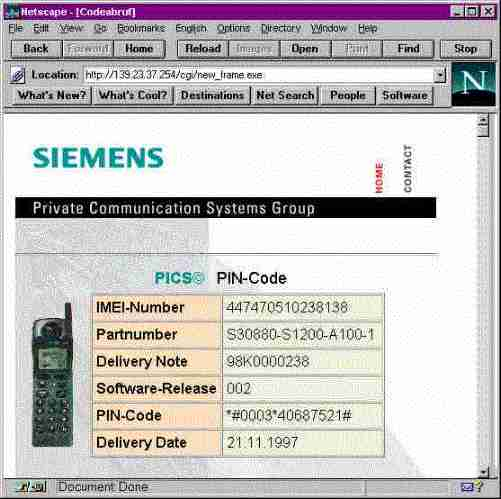 Netscape - [Codeabruf]
File Edit View Go Bookmarks English Options Directory Window Help
Back Forward Home Reload Images Open Print Find Stop
Location: http://139.23.37.254/cgi/new_frame.exe
N
What's New? What's Cool? Destinations Net Search People Software
SIEMENS
HOME
CONTACT
Private Communication Systems Group
PICS© PIN-Code
IMEI-Number 447470510238138
Partnumber S30880-S1200-A100-1
Delivery Note 98K0000238
Software-Release 002
PIN-Code *#0003*40687521#
Delivery Date 21.11.1997
Document: Done